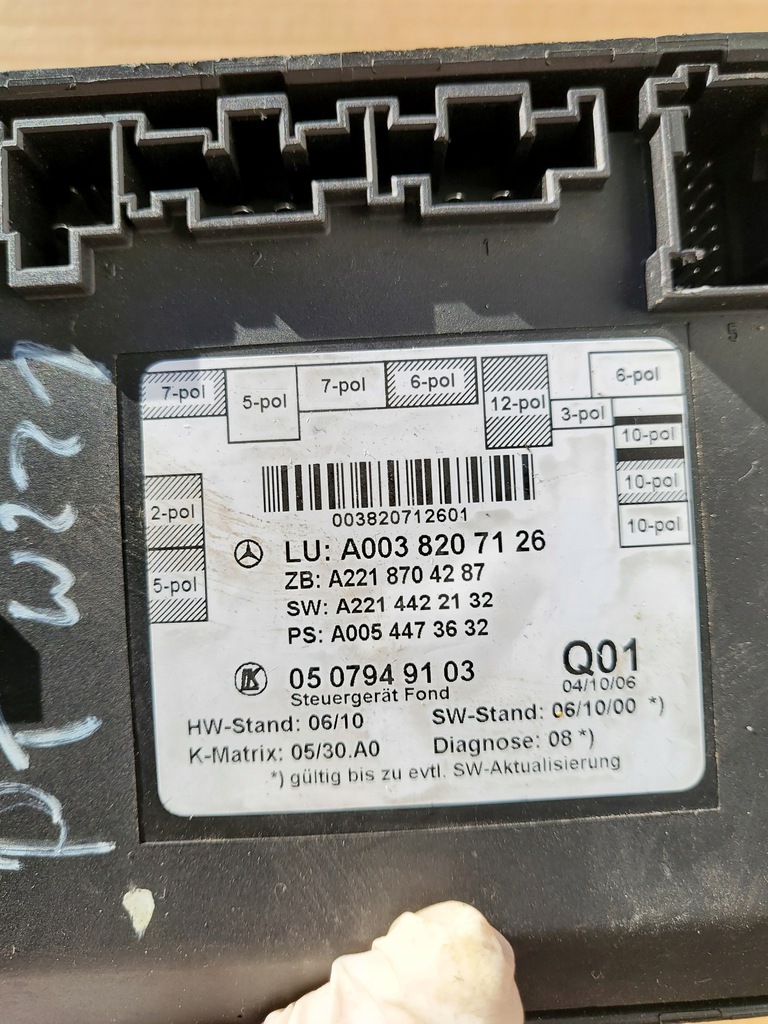 2
1
5
7-pol
5-pol
7-pol
6-pol
12-pol
3-pol
6-pol
10-pol
10-pol
10-pol
2-pol
5-pol
003820712601
LU: A003 820 71 26
ZB: A221 870 42 87
SW: A221 442 21 32
PS: A005 447 36 32
05 0794 91 03
Steuergerät Fond
Q01
04/10/06
HW-Stand: 06/10
SW-Stand: 06/10/00 *)
K-Matrix: 05/30.A0
Diagnose: 08 *)
*) gültig bis zu evtl. SW-Aktualisierung
W221